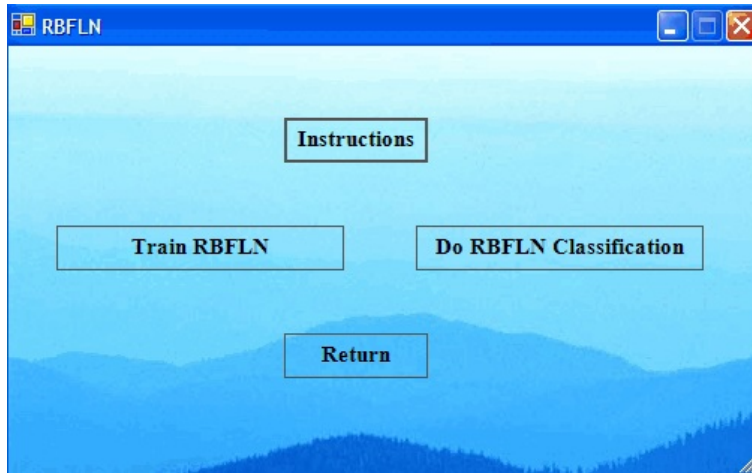 RBFLN
Instructions
Train RBFLN
Do RBFLN Classification
Return